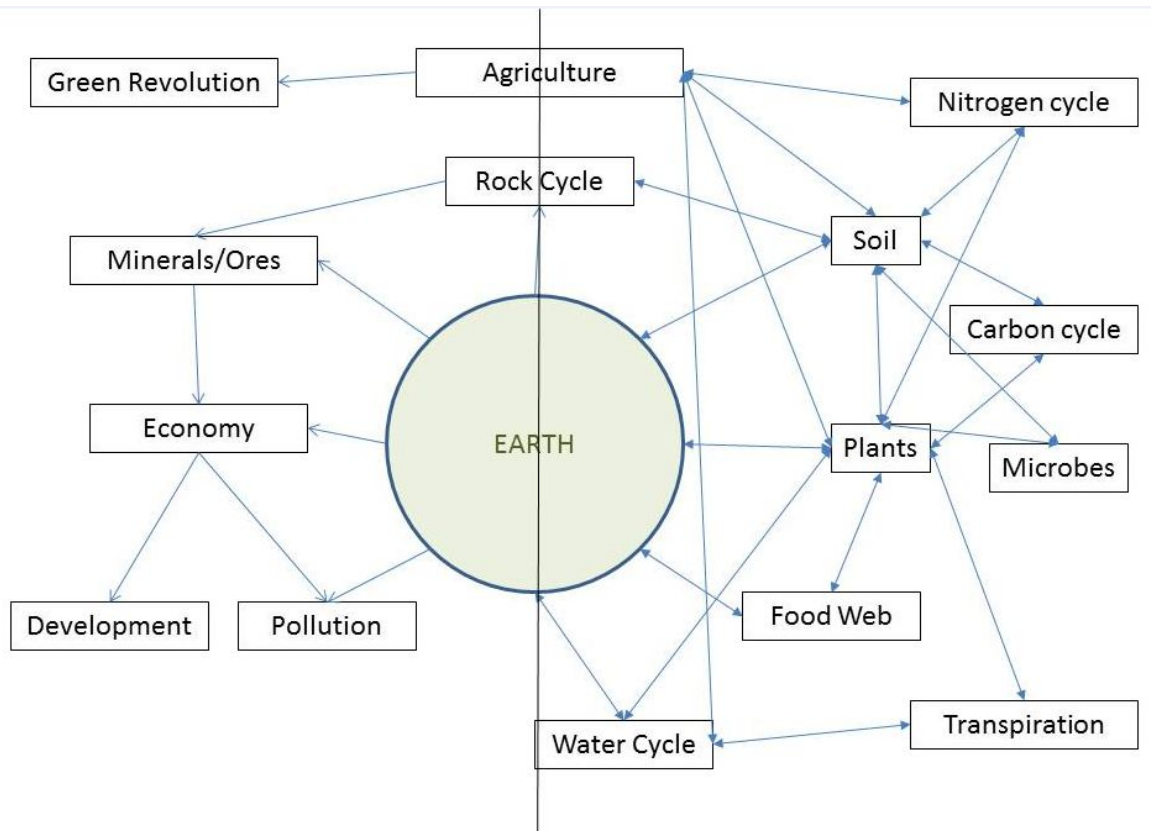 Agriculture
Green Revolution
Nitrogen cycle
Rock Cycle
Soil
Minerals/Ores
Carbon cycle
Economy
EARTH
Plants
Microbes
Development
Pollution
Food Web
Transpiration
Water Cycle